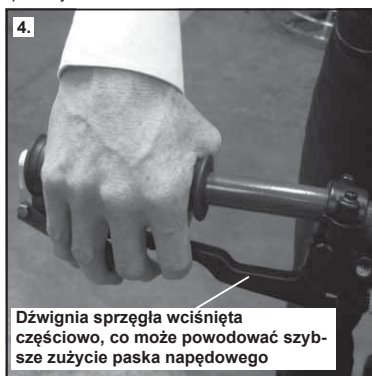 4.
Dźwignia sprzęgła wciśnięta
częściowo, co może powodować szyb-
sze zużycie paska napędowego